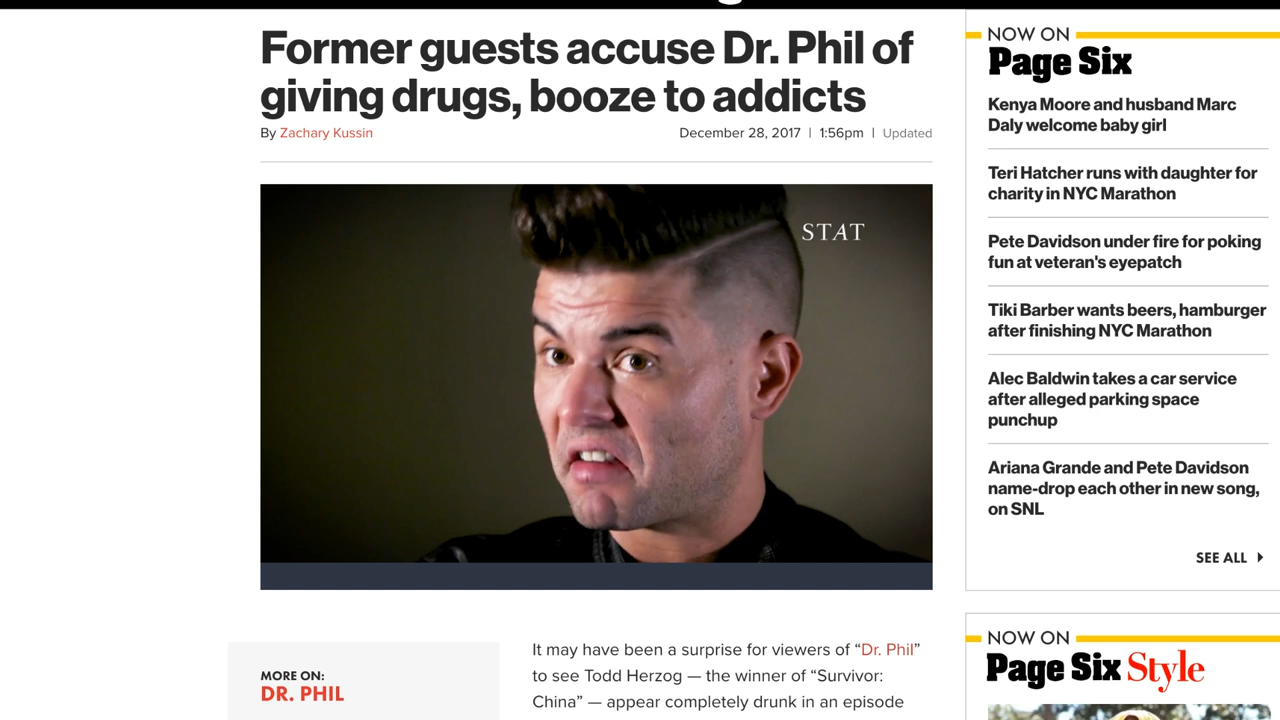 Former guests accuse Dr. Phil of
giving drugs, booze to addicts
By Zachary Kussin
December 28, 2017 | 1:56pm | Updated
STAT
MORE ON:
DR. PHIL
It may have been a surprise for viewers of “Dr. Phil”
to see Todd Herzog — the winner of “Survivor:
China” — appear completely drunk in an episode
NOW ON
Page Six
Kenya Moore and husband Marc
Daly welcome baby girl
Teri Hatcher runs with daughter for
charity in NYC Marathon
Pete Davidson under fire for poking
fun at veteran's eyepatch
Tiki Barber wants beers, hamburger
after finishing NYC Marathon
Alec Baldwin takes a car service
after alleged parking space
punchup
Ariana Grande and Pete Davidson
name-drop each other in new song,
on SNL
SEE ALL
NOW ON
Page Six Style